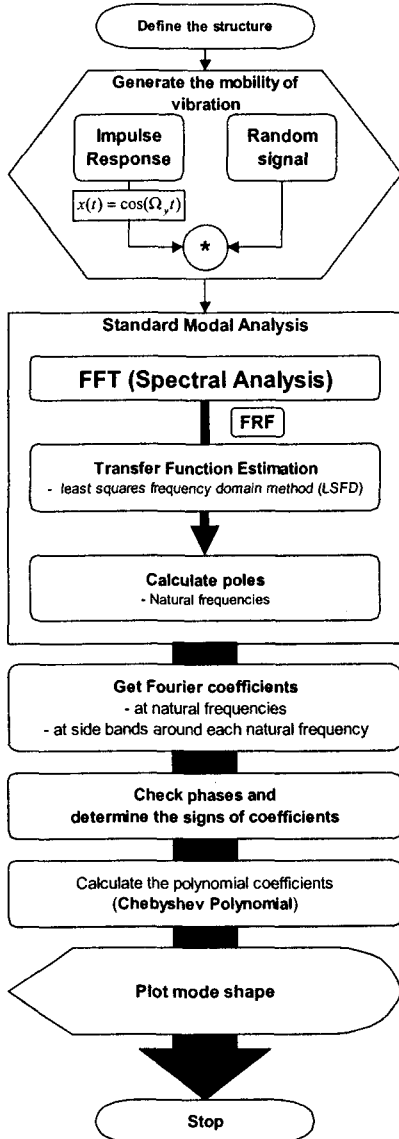 Define the structure
Generate the mobility of
vibration
Impulse
Response
Random
signal
x(t) = cos(Ω_y t)
*
Standard Modal Analysis
FFT (Spectral Analysis)
FRF
Transfer Function Estimation
- least squares frequency domain method (LSFD)
Calculate poles
- Natural frequencies
Get Fourier coefficients
- at natural frequencies
- at side bands around each natural frequency
Check phases and
determine the signs of coefficients
Calculate the polynomial coefficients
(Chebyshev Polynomial)
Plot mode shape
Stop